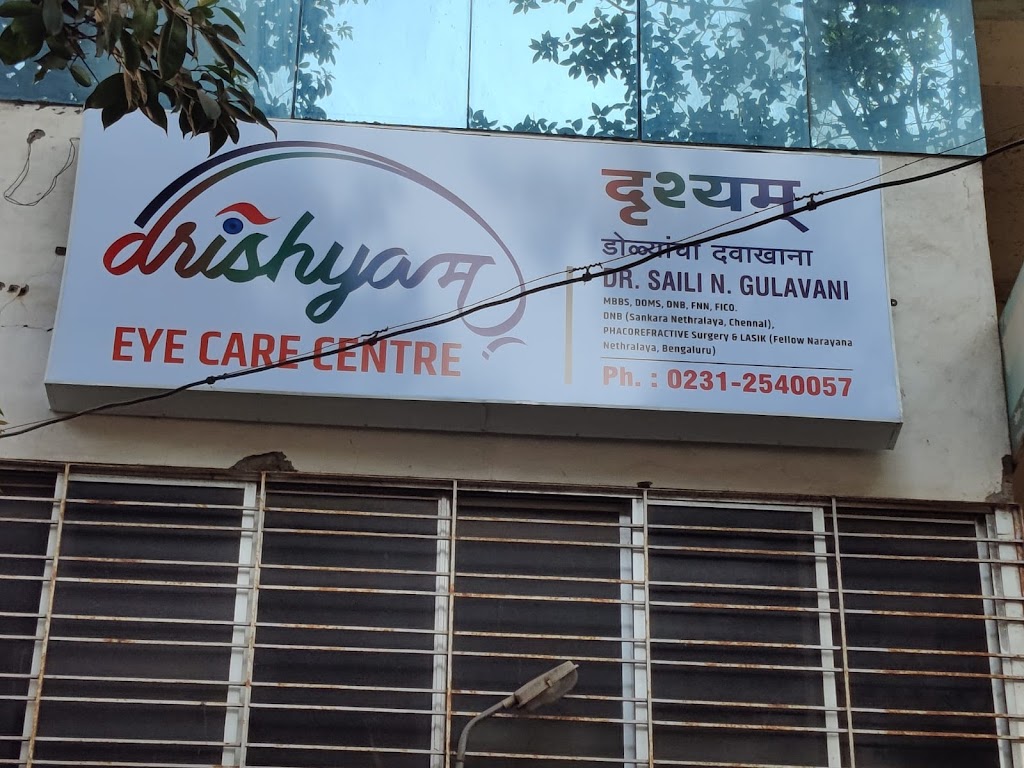 drishyaम्
EYE CARE CENTRE
दृश्यम्
डोळ्यांचा दवाखाना
DR. SAILI N. GULAVANI
MBBS, DOMS, DNB, FNN, FICO.
DNB (Sankara Nethralaya, Chennai),
PHACOREFRACTIVE Surgery & LASIK (Fellow Narayana
Nethralaya, Bengaluru)
Ph. : 0231-2540057